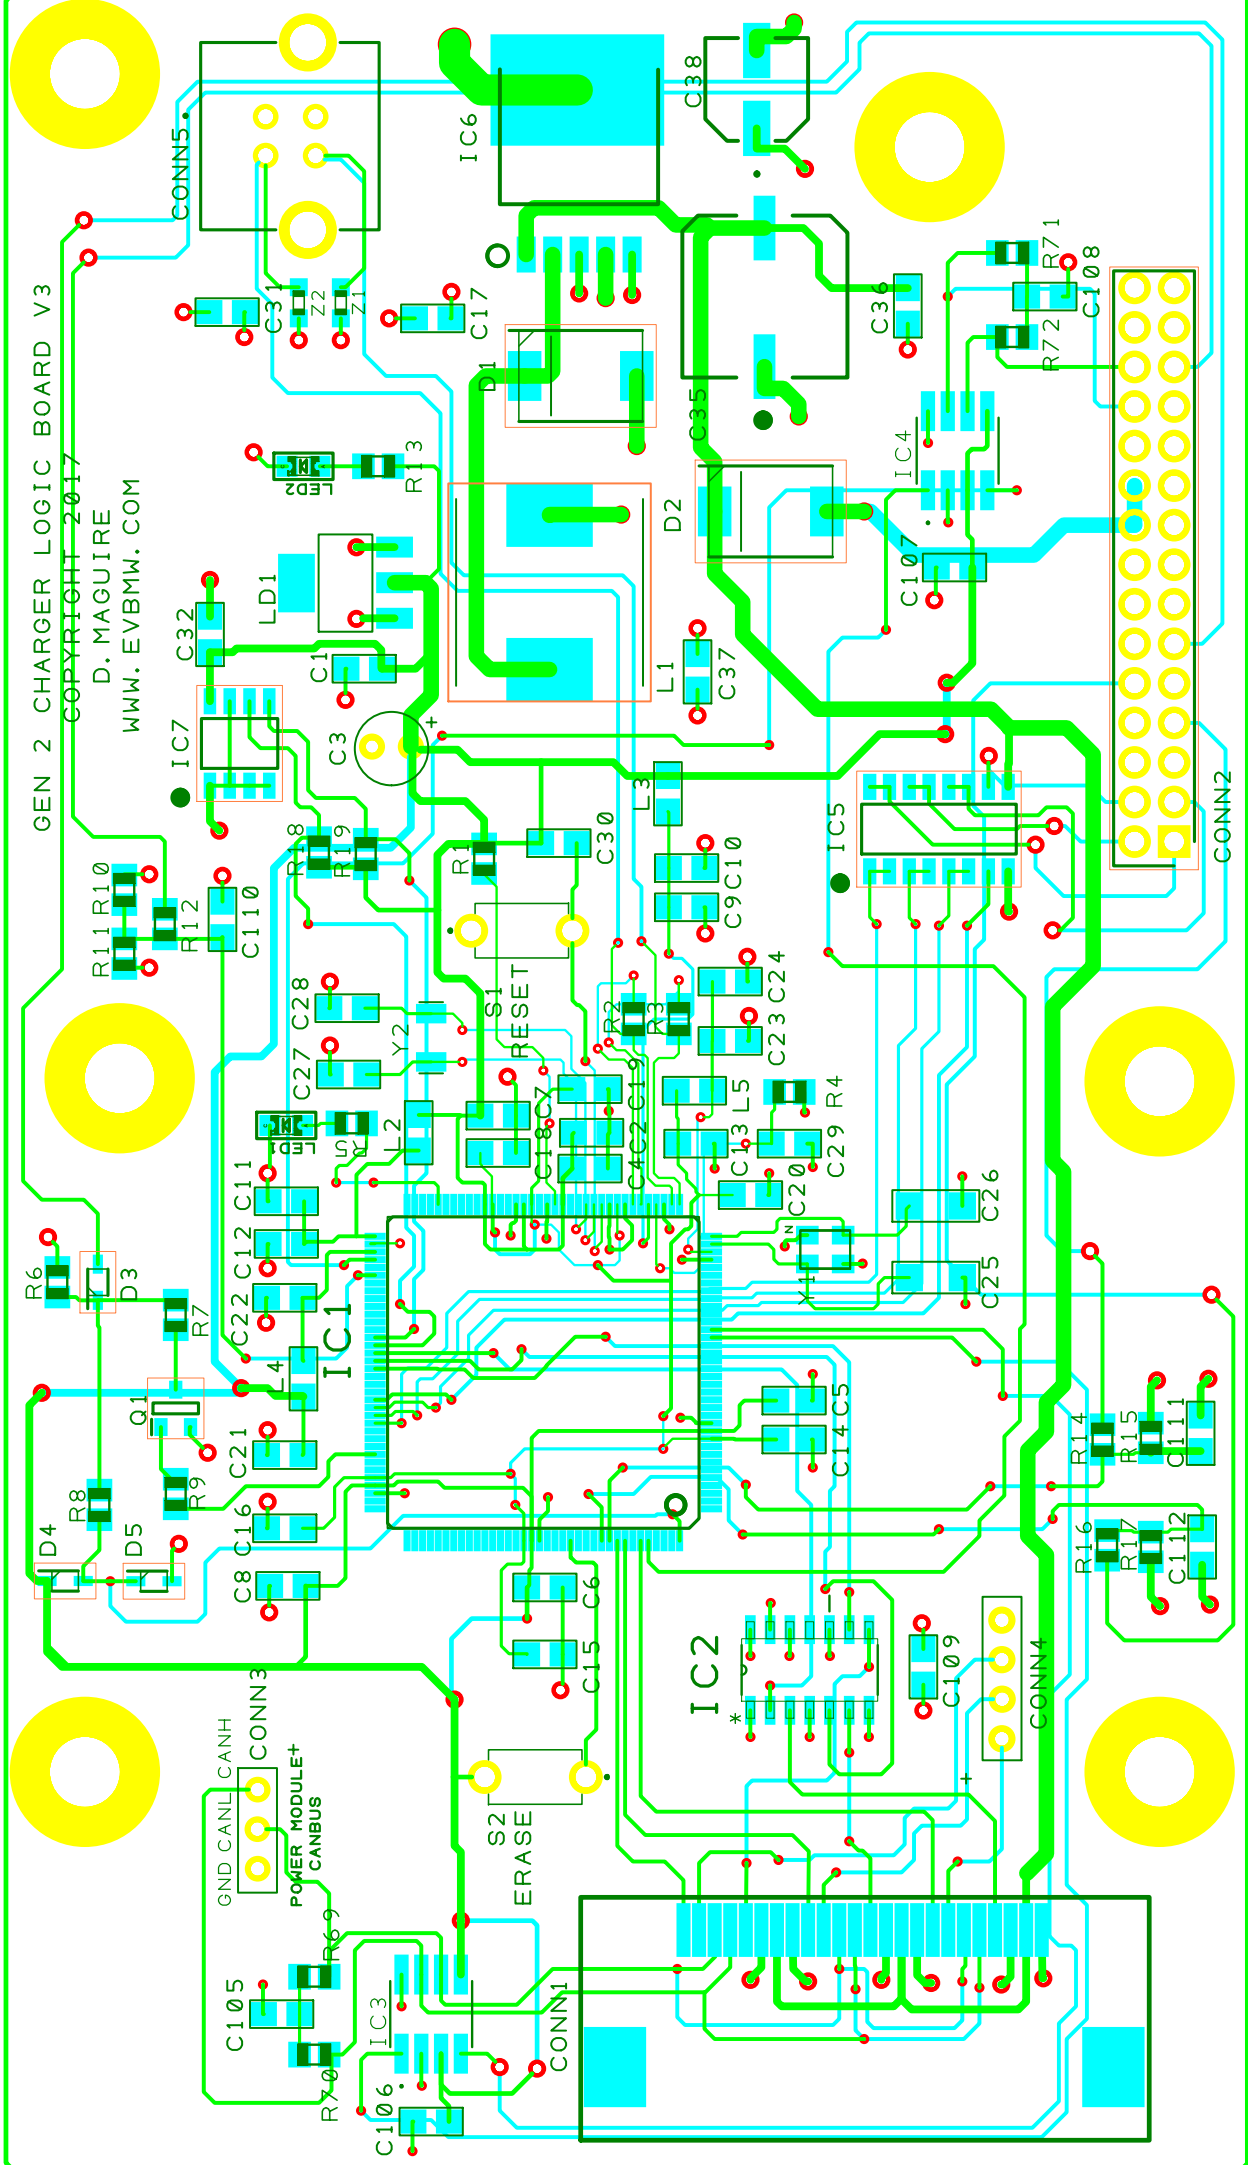 GEN 2 CHARGER LOGIC BOARD V3
COPYRIGHT 2017
D.MAGUIRE
WWW.EVBMW.COM
CONN5
IC6
C38
C31
Z2
Z1
C17
D1
C35
C36
R71
C108
R72
IC4
LED2
R13
D2
LD1
C107
C32
C1
L1
C37
IC7
C3
+
L3
IC5
CONN2
R18
R19
R1
C30
C10
C9
R10
R11
R12
C110
S1
RESET
C28
C27
Y2
R2
R3
C24
C23
C19
C7
L5
R4
LED1
R5
L2
C18
C2
C4
C13
C29
C20
C11
C12
C22
C26
C25
N
Y1
R6
D3
R7
IC1
L4
Q1
C21
R8
R9
C5
C14
R14
R15
C111
D4
D5
C16
C8
C6
C15
R16
R17
C112
IC2
*
C109
CONN4
+
CONN3
GND CANL CANH
POWER MODULE+
CANBUS
S2
ERASE
R69
C105
IC3
R70
C106
CONN1